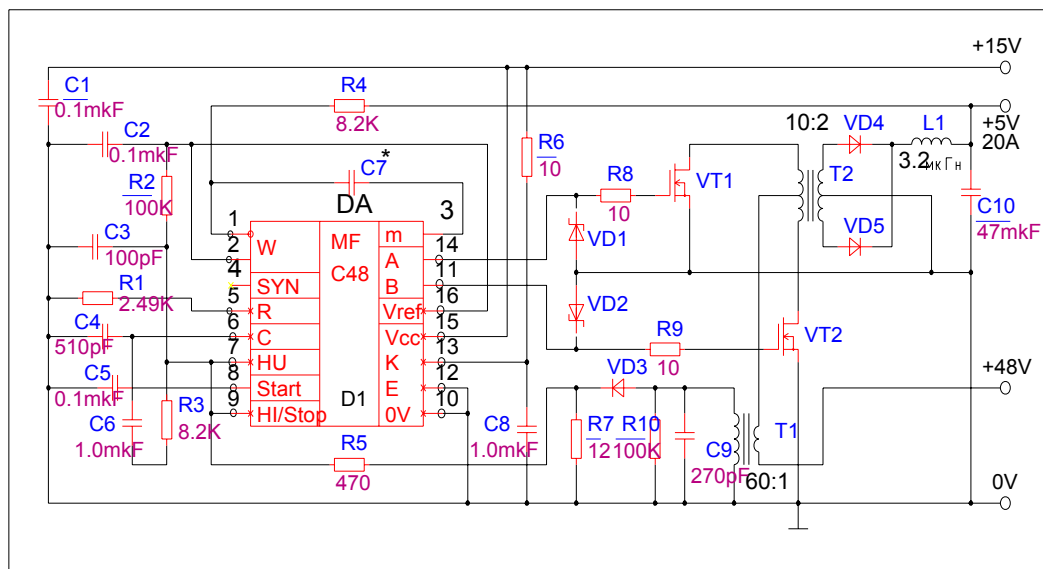 +15V
C1
0.1mkF
R4
8.2K
+5V
20A
C2
0.1mkF
R6
10
10:2
VD4
L1
3.2 мкГн
C7
*
R2
100K
R8
10
VT1
T2
C10
47mkF
DA
1
3
W
MF
m
2
14
C48
A
VD1
VD5
C3
100pF
4
11
SYN
B
R1
2.49K
5
16
R
Vref
VD2
VT2
C4
510pF
6
15
C
Vcc
R9
10
7
13
HU
K
VD3
+48V
C5
0.1mkF
8
12
Start
E
9
10
HI/Stop
D1
0V
C6
1.0mkF
R3
8.2K
R5
470
C8
1.0mkF
R7
12
R10
100K
C9
270pF
T1
60:1
0V